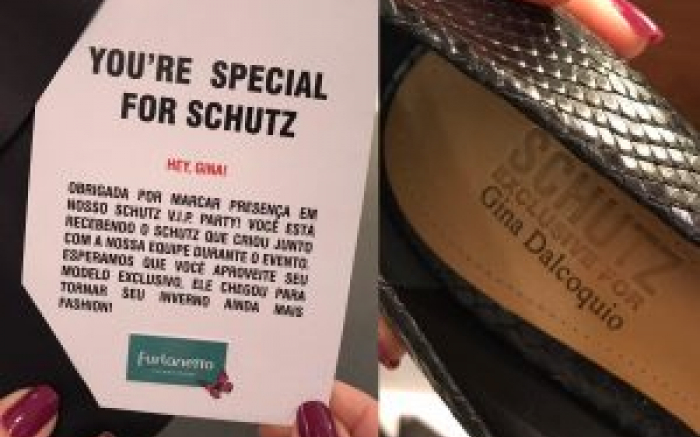 YOU'RE SPECIAL
FOR SCHUTZ
HEY, GINA!
OBRIGADA POR MARCAR PRESENÇA EM
NOSSO SCHUTZ V.I.P. PARTY! VOCÊ ESTÁ
RECEBENDO O SCHUTZ QUE CRIOU JUNTO
COM A NOSSA EQUIPE DURANTE O EVENTO.
ESPERAMOS QUE VOCÊ APROVEITE SEU
MODELO EXCLUSIVO. ELE CHEGOU PARA
TORNAR SEU INVERNO AINDA MAIS
FASHION!
Furlanetto
SCHUTZ
EXCLUSIVE FOR
Gina Dalcoquio